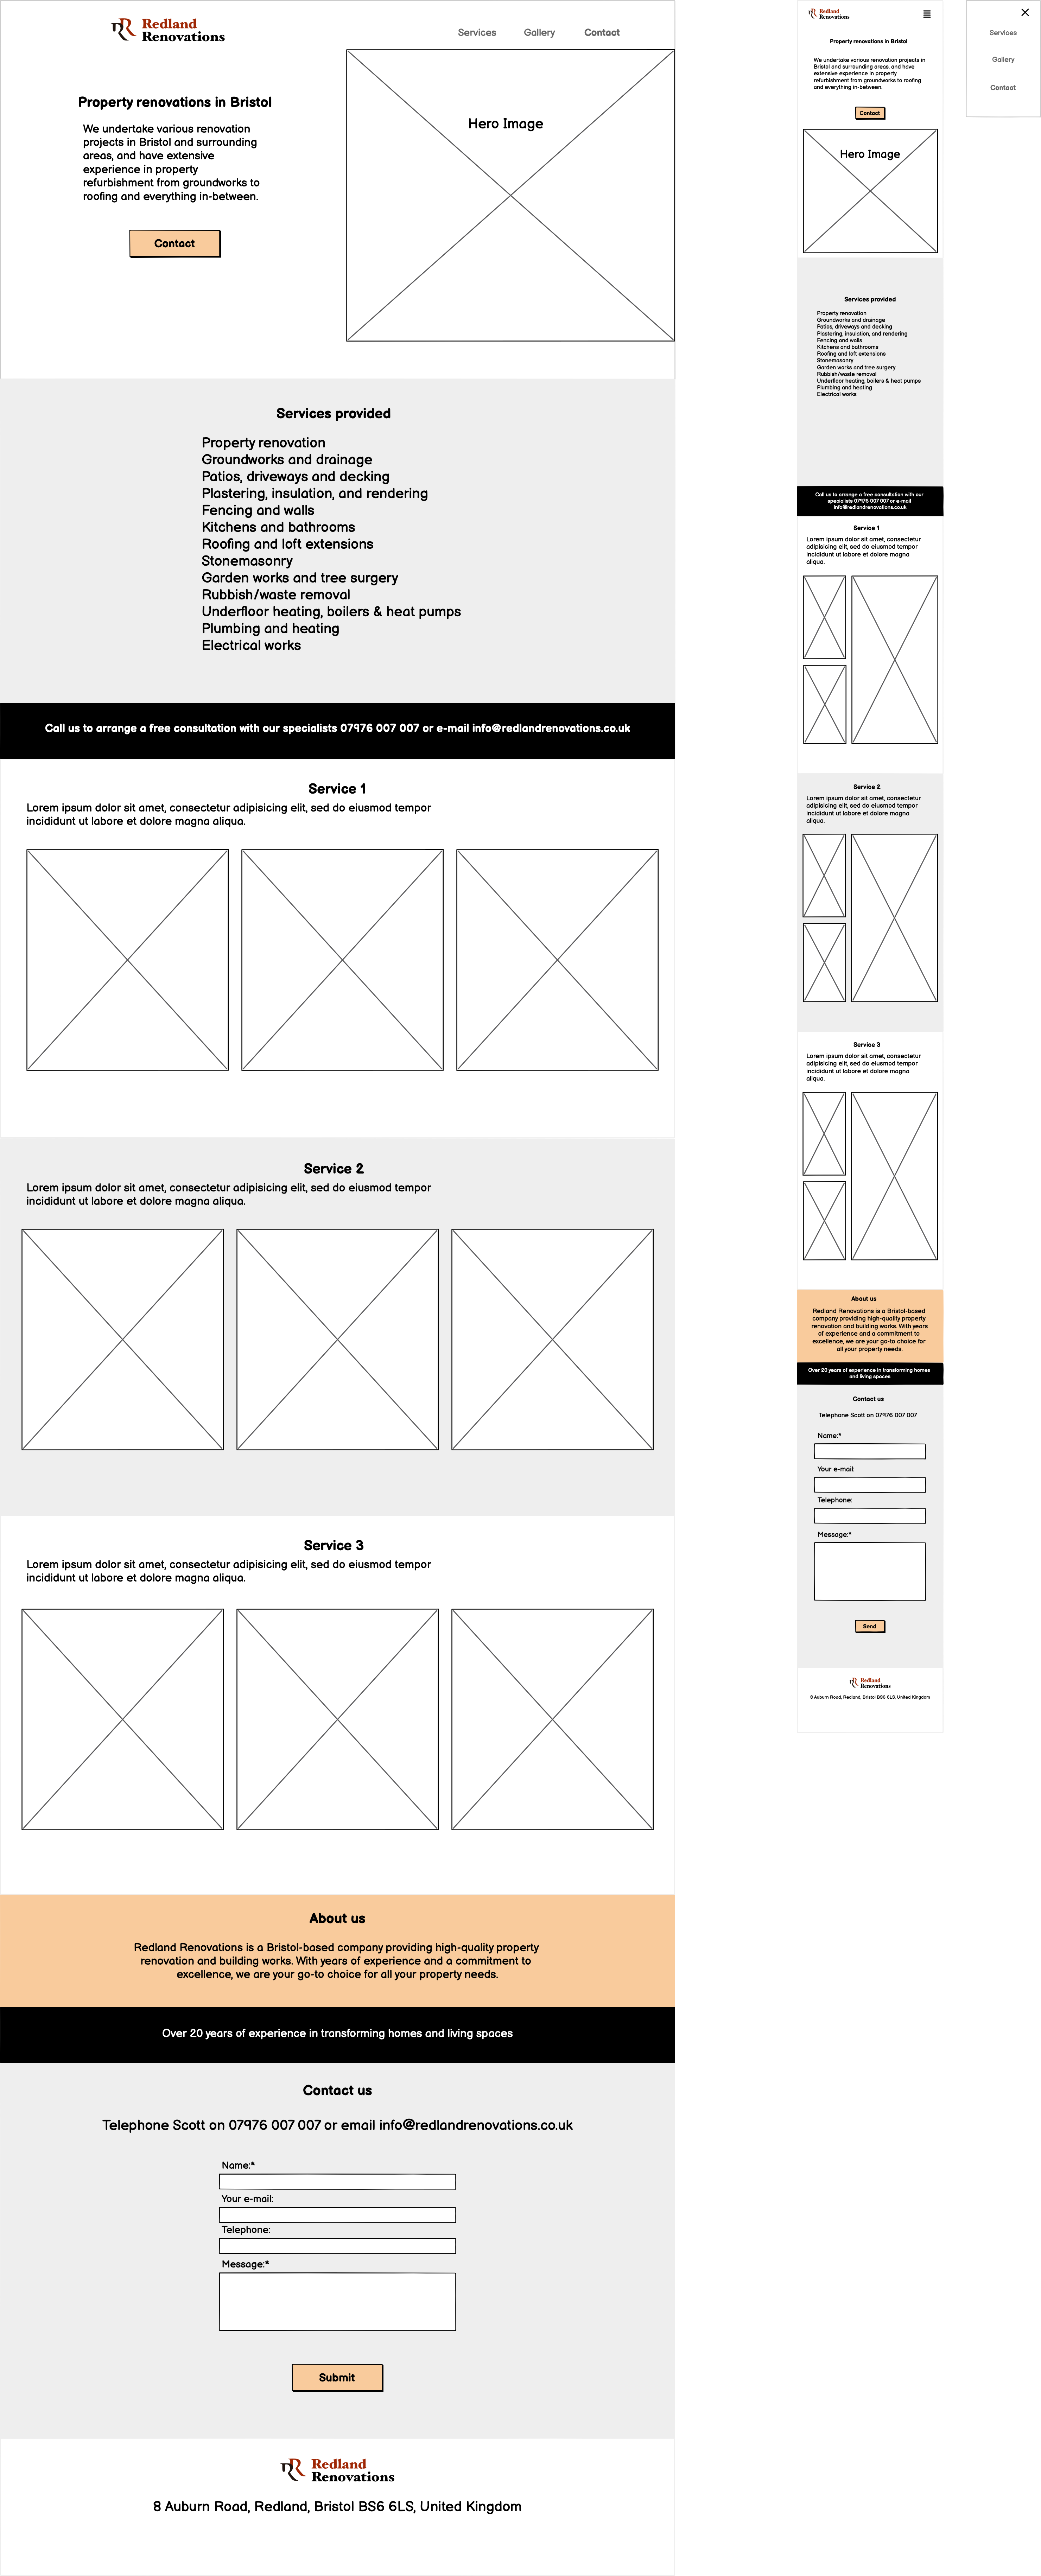 Redland
Renovations
Services
Gallery
Contact
Property renovations in Bristol
We undertake various renovation
projects in Bristol and surrounding
areas, and have extensive
experience in property
refurbishment from groundworks to
roofing and everything in-between.
Contact
Hero Image
Services provided
Property renovation
Groundworks and drainage
Patios, driveways and decking
Plastering, insulation, and rendering
Fencing and walls
Kitchens and bathrooms
Roofing and loft extensions
Stonemasonry
Garden works and tree surgery
Rubbish/waste removal
Underfloor heating, boilers & heat pumps
Plumbing and heating
Electrical works
Call us to arrange a free consultation with our specialists 07976 007 007 or e-mail info@redlandrenovations.co.uk
Service 1
Lorem ipsum dolor sit amet, consectetur adipisicing elit, sed do eiusmod tempor
incididunt ut labore et dolore magna aliqua.
Service 2
Lorem ipsum dolor sit amet, consectetur adipisicing elit, sed do eiusmod tempor
incididunt ut labore et dolore magna aliqua.
Service 3
Lorem ipsum dolor sit amet, consectetur adipisicing elit, sed do eiusmod tempor
incididunt ut labore et dolore magna aliqua.
About us
Redland Renovations is a Bristol-based company providing high-quality property
renovation and building works. With years of experience and a commitment to
excellence, we are your go-to choice for all your property needs.
Over 20 years of experience in transforming homes and living spaces
Contact us
Telephone Scott on 07976 007 007 or email info@redlandrenovations.co.uk
Name:*
Your e-mail:
Telephone:
Message:*
Submit
Redland
Renovations
8 Auburn Road, Redland, Bristol BS6 6LS, United Kingdom
Redland
Renovations
Property renovations in Bristol
We undertake various renovation projects in
Bristol and surrounding areas, and have
extensive experience in property
refurbishment from groundworks to roofing
and everything in-between.
Contact
Hero Image
Services provided
Property renovation
Groundworks and drainage
Patios, driveways and decking
Plastering, insulation, and rendering
Fencing and walls
Kitchens and bathrooms
Roofing and loft extensions
Stonemasonry
Garden works and tree surgery
Rubbish/waste removal
Underfloor heating, boilers & heat pumps
Plumbing and heating
Electrical works
Call us to arrange a free consultation with our
specialists 07976 007 007 or e-mail
info@redlandrenovations.co.uk
Service 1
Lorem ipsum dolor sit amet, consectetur
adipisicing elit, sed do eiusmod tempor
incididunt ut labore et dolore magna
aliqua.
Service 2
Lorem ipsum dolor sit amet, consectetur
adipisicing elit, sed do eiusmod tempor
incididunt ut labore et dolore magna
aliqua.
Service 3
Lorem ipsum dolor sit amet, consectetur
adipisicing elit, sed do eiusmod tempor
incididunt ut labore et dolore magna
aliqua.
About us
Redland Renovations is a Bristol-based
company providing high-quality property
renovation and building works. With years
of experience and a commitment to
excellence, we are your go-to choice for
all your property needs.
Over 20 years of experience in transforming homes
and living spaces
Contact us
Telephone Scott on 07976 007 007
Name:*
Your e-mail:
Telephone:
Message:*
Send
Redland
Renovations
8 Auburn Road, Redland, Bristol BS6 6LS, United Kingdom
Services
Gallery
Contact